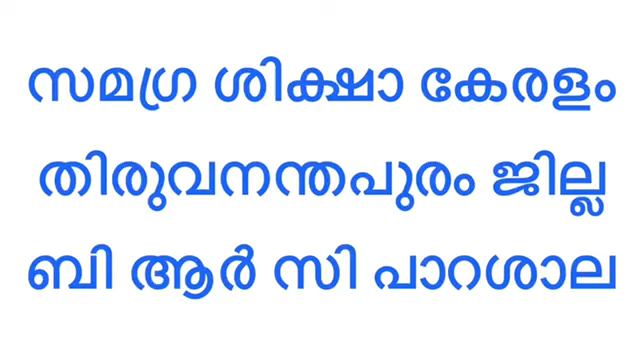 സമഗ്ര ശിക്ഷാ കേരളം
തിരുവനന്തപുരം ജില്ല
ബി ആർ സി പാറശാല